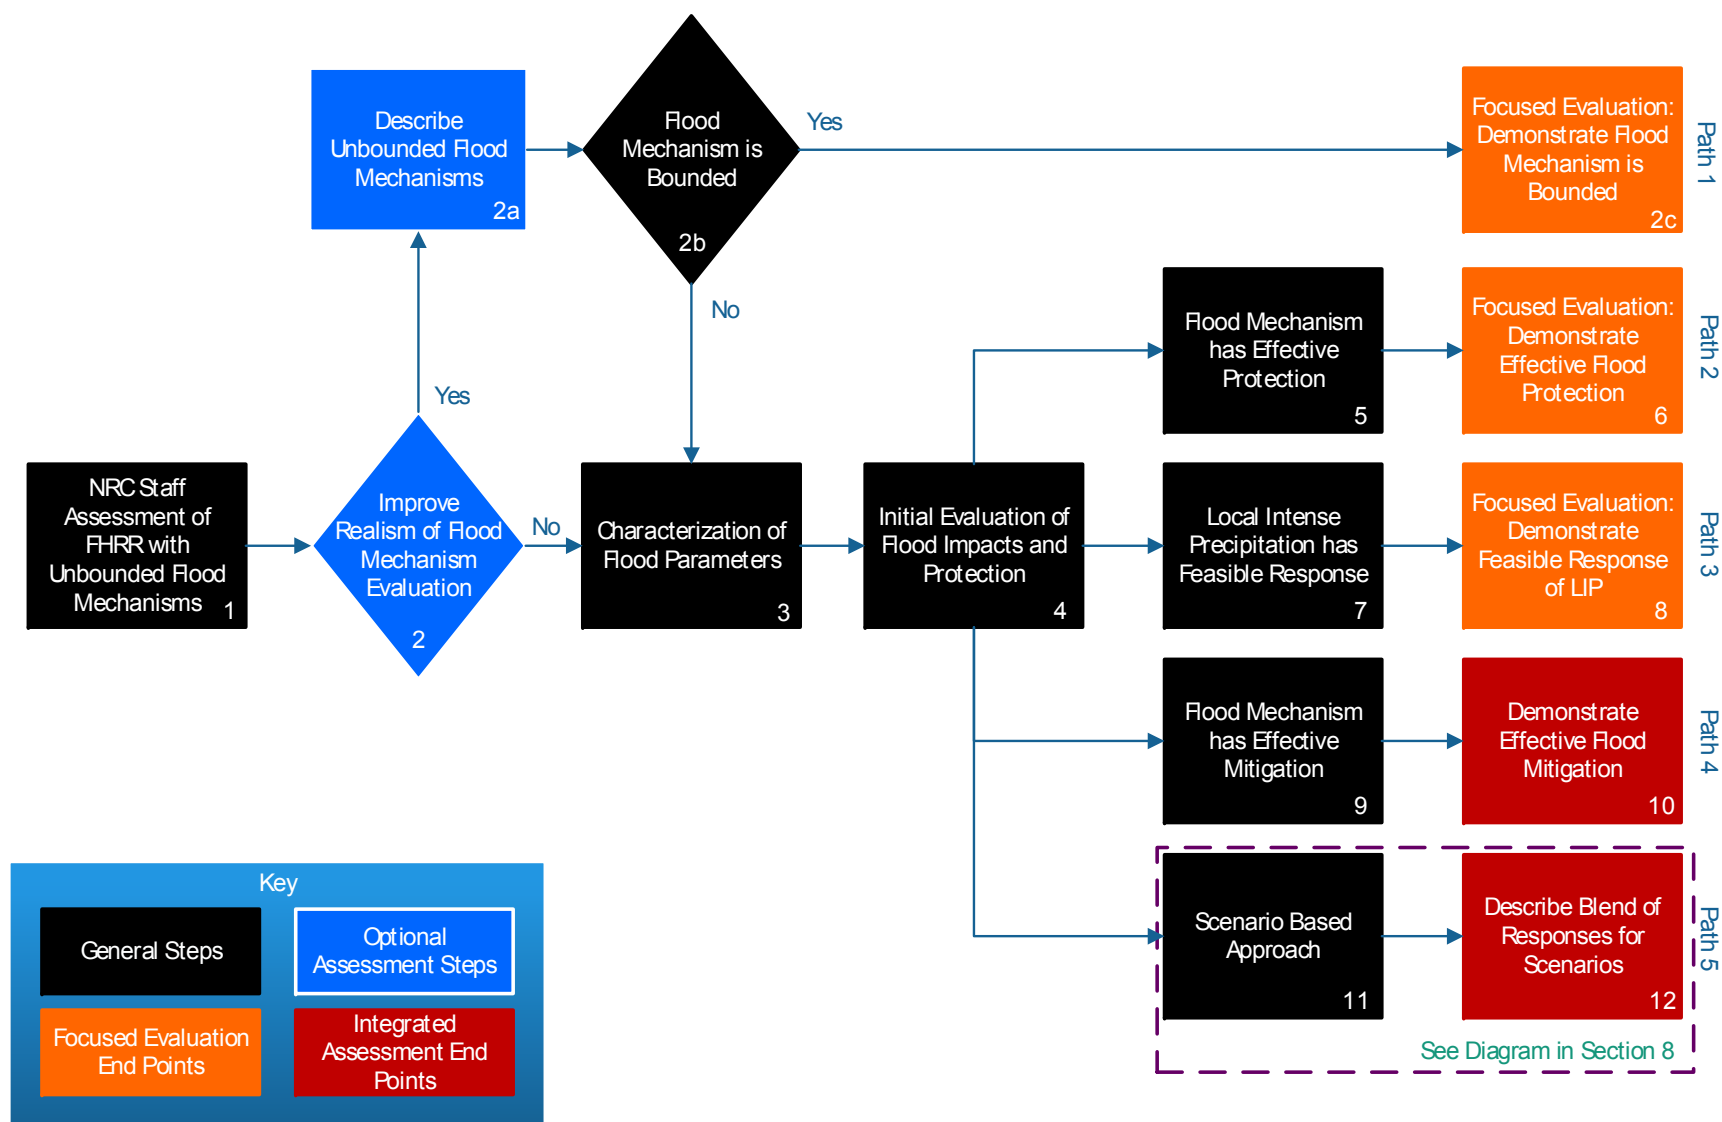 Describe
Unbounded Flood
Mechanisms
2a
Flood
Mechanism is
Bounded
2b
Yes
No
Focused Evaluation:
Demonstrate Flood
Mechanism is
Bounded
2c
Path 1
Flood Mechanism
has Effective
Protection
5
Focused Evaluation:
Demonstrate
Effective Flood
Protection
6
Path 2
Yes
NRC Staff
Assessment of
FHRR with
Unbounded Flood
Mechanisms
1
Improve
Realism of Flood
Mechanism
Evaluation
2
No
Characterization of
Flood Parameters
3
Initial Evaluation of
Flood Impacts and
Protection
4
Local Intense
Precipitation has
Feasible Response
7
Focused Evaluation:
Demonstrate
Feasible Response
of LIP
8
Path 3
Flood Mechanism
has Effective
Mitigation
9
Demonstrate
Effective Flood
Mitigation
10
Path 4
Scenario Based
Approach
11
Describe Blend of
Responses for
Scenarios
12
Path 5
See Diagram in Section 8
Key
General Steps
Optional
Assessment Steps
Focused Evaluation
End Points
Integrated
Assessment End
Points